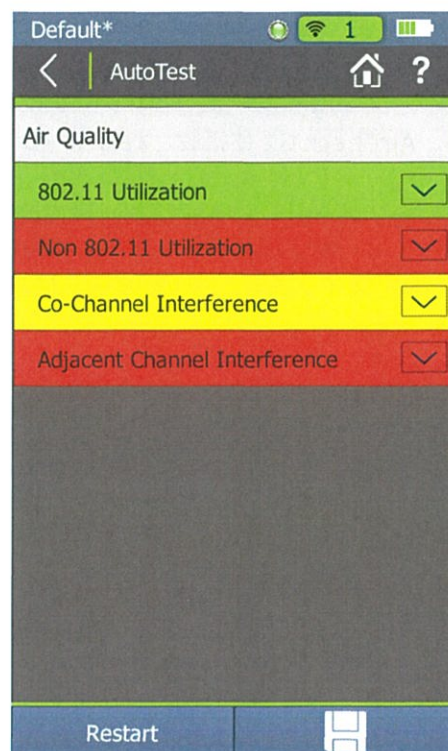 Default*
1
AutoTest
?
Air Quality
802.11 Utilization
Non 802.11 Utilization
Co-Channel Interference
Adjacent Channel Interference
Restart